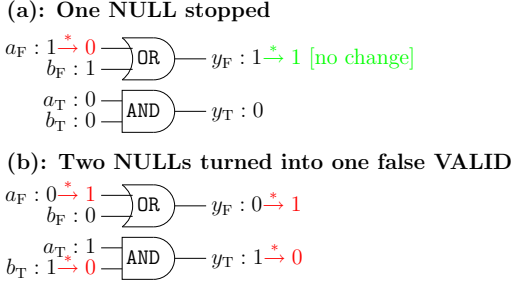 (a): One NULL stopped
a_F : 1 →* 0 OR y_F : 1 →* 1 [no change]
b_F : 1
a_T : 0 AND y_T : 0
b_T : 0
(b): Two NULLs turned into one false VALID
a_F : 0 →* 1 OR y_F : 0 →* 1
b_F : 0
a_T : 1 AND y_T : 1 →* 0
b_T : 1 →* 0